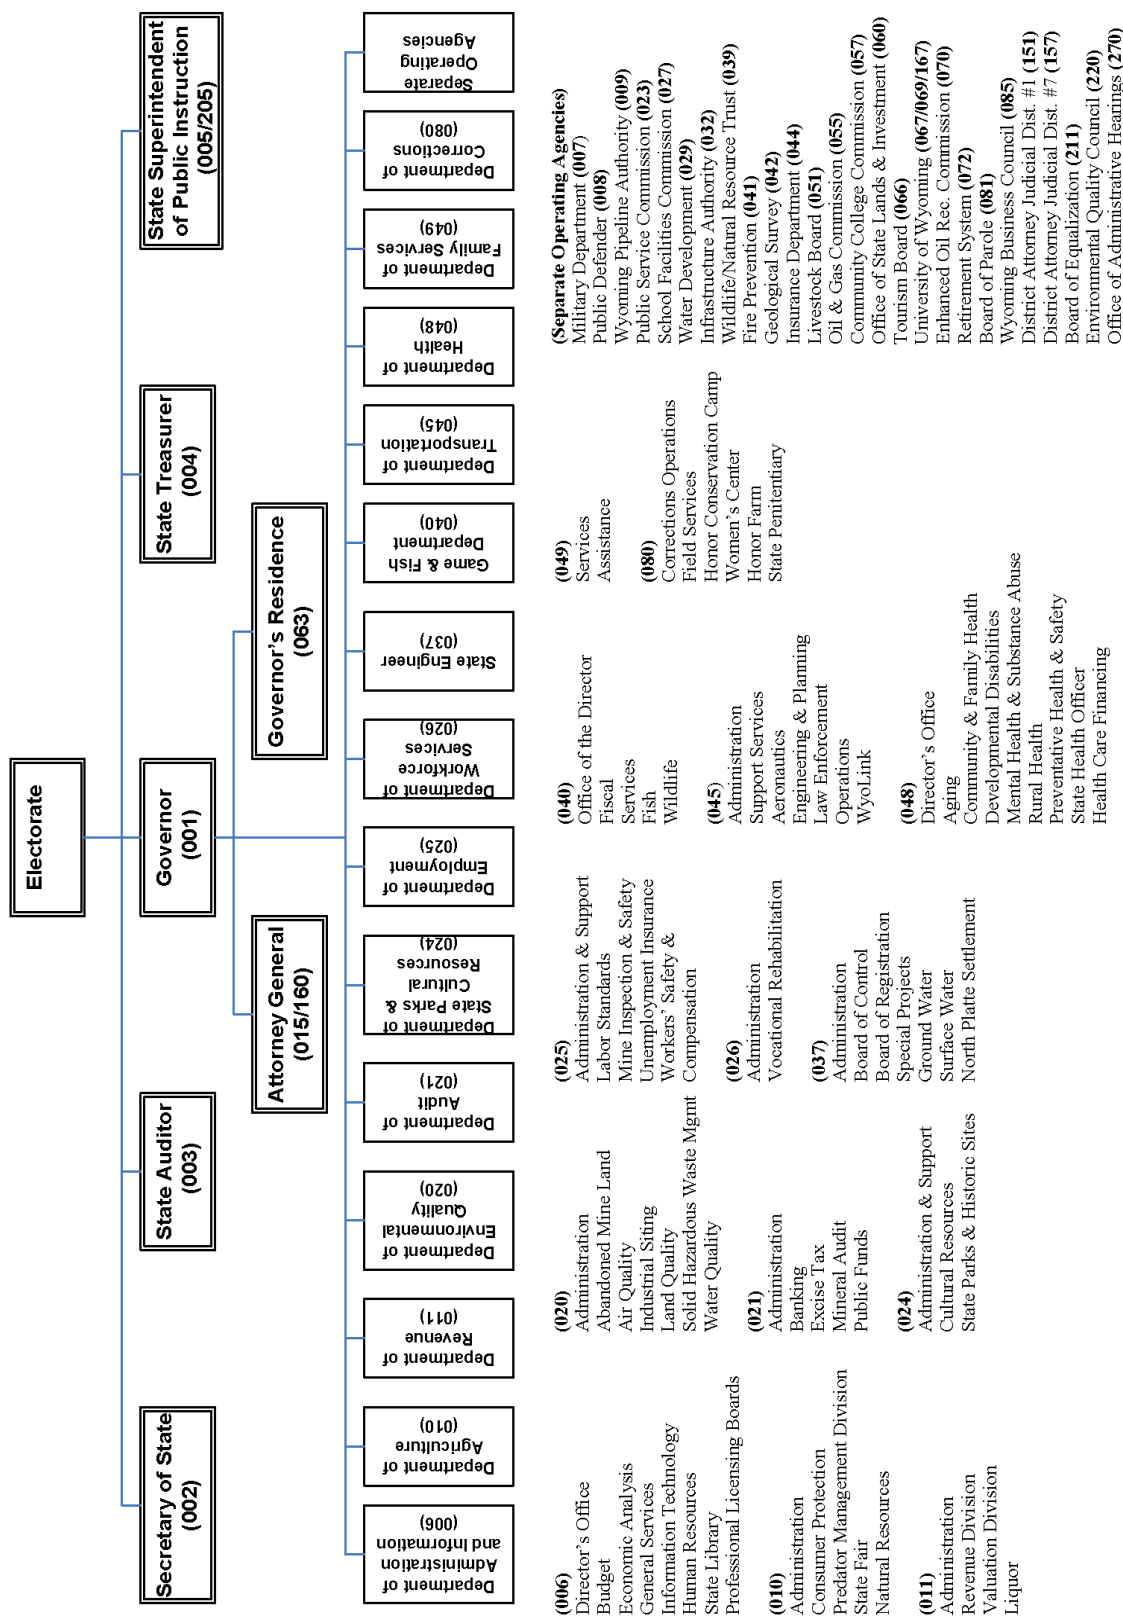 Electorate
Secretary of State
(002)
State Auditor
(003)
Governor
(001)
State Treasurer
(004)
State Superintendent
of Public Instruction
(005/205)
Attorney General
(015/160)
Governor's Residence
(063)
Department of
Administration
and Information
(006)
Department of
Agriculture
(010)
Department of
Revenue
(011)
Department of
Environmental
Quality
(020)
Department of
Audit
(021)
Department of
State Parks &
Cultural
Resources
(024)
Department of
Employment
(025)
Department of
Workforce
Services
(026)
State Engineer
(037)
Game & Fish
Department
(040)
Department of
Transportation
(045)
Department of
Health
(048)
Department of
Family Services
(049)
Department of
Corrections
(080)
Separate
Operating
Agencies
(006)
Director's Office
Budget
Economic Analysis
General Services
Information Technology
Human Resources
State Library
Professional Licensing Boards
(010)
Administration
Consumer Protection
Predator Management Division
State Fair
Natural Resources
(011)
Administration
Revenue Division
Valuation Division
Liquor
(020)
Administration
Abandoned Mine Land
Air Quality
Industrial Siting
Land Quality
Solid Hazardous Waste Mgmt
Water Quality
(021)
Administration
Banking
Excise Tax
Mineral Audit
Public Funds
(024)
Administration & Support
Cultural Resources
State Parks & Historic Sites
(025)
Administration & Support
Labor Standards
Mine Inspection & Safety
Unemployment Insurance
Workers' Safety &
Compensation
(026)
Administration
Vocational Rehabilitation
(037)
Administration
Board of Control
Board of Registration
Special Projects
Ground Water
Surface Water
North Platte Settlement
(040)
Office of the Director
Fiscal
Services
Fish
Wildlife
(045)
Administration
Support Services
Aeronautics
Engineering & Planning
Law Enforcement
Operations
WyoLink
(048)
Director's Office
Aging
Community & Family Health
Developmental Disabilities
Mental Health & Substance Abuse
Rural Health
Preventative Health & Safety
State Health Officer
Health Care Financing
(049)
Services
Assistance
(080)
Corrections Operations
Field Services
Honor Conservation Camp
Women's Center
Honor Farm
State Penitentiary
(Separate Operating Agencies)
Military Department (007)
Public Defender (008)
Wyoming Pipeline Authority (009)
Public Service Commission (023)
School Facilities Commission (027)
Water Development (029)
Infrastructure Authority (032)
Wildlife/Natural Resource Trust (039)
Fire Prevention (041)
Geological Survey (042)
Insurance Department (044)
Livestock Board (051)
Oil & Gas Commission (055)
Community College Commission (057)
Office of State Lands & Investment (060)
Tourism Board (066)
University of Wyoming (067/069/167)
Enhanced Oil Rec. Commission (070)
Retirement System (072)
Board of Parole (081)
Wyoming Business Council (085)
District Attorney Judicial Dist. #1 (151)
District Attorney Judicial Dist. #7 (157)
Board of Equalization (211)
Environmental Quality Council (220)
Office of Administrative Hearings (270)